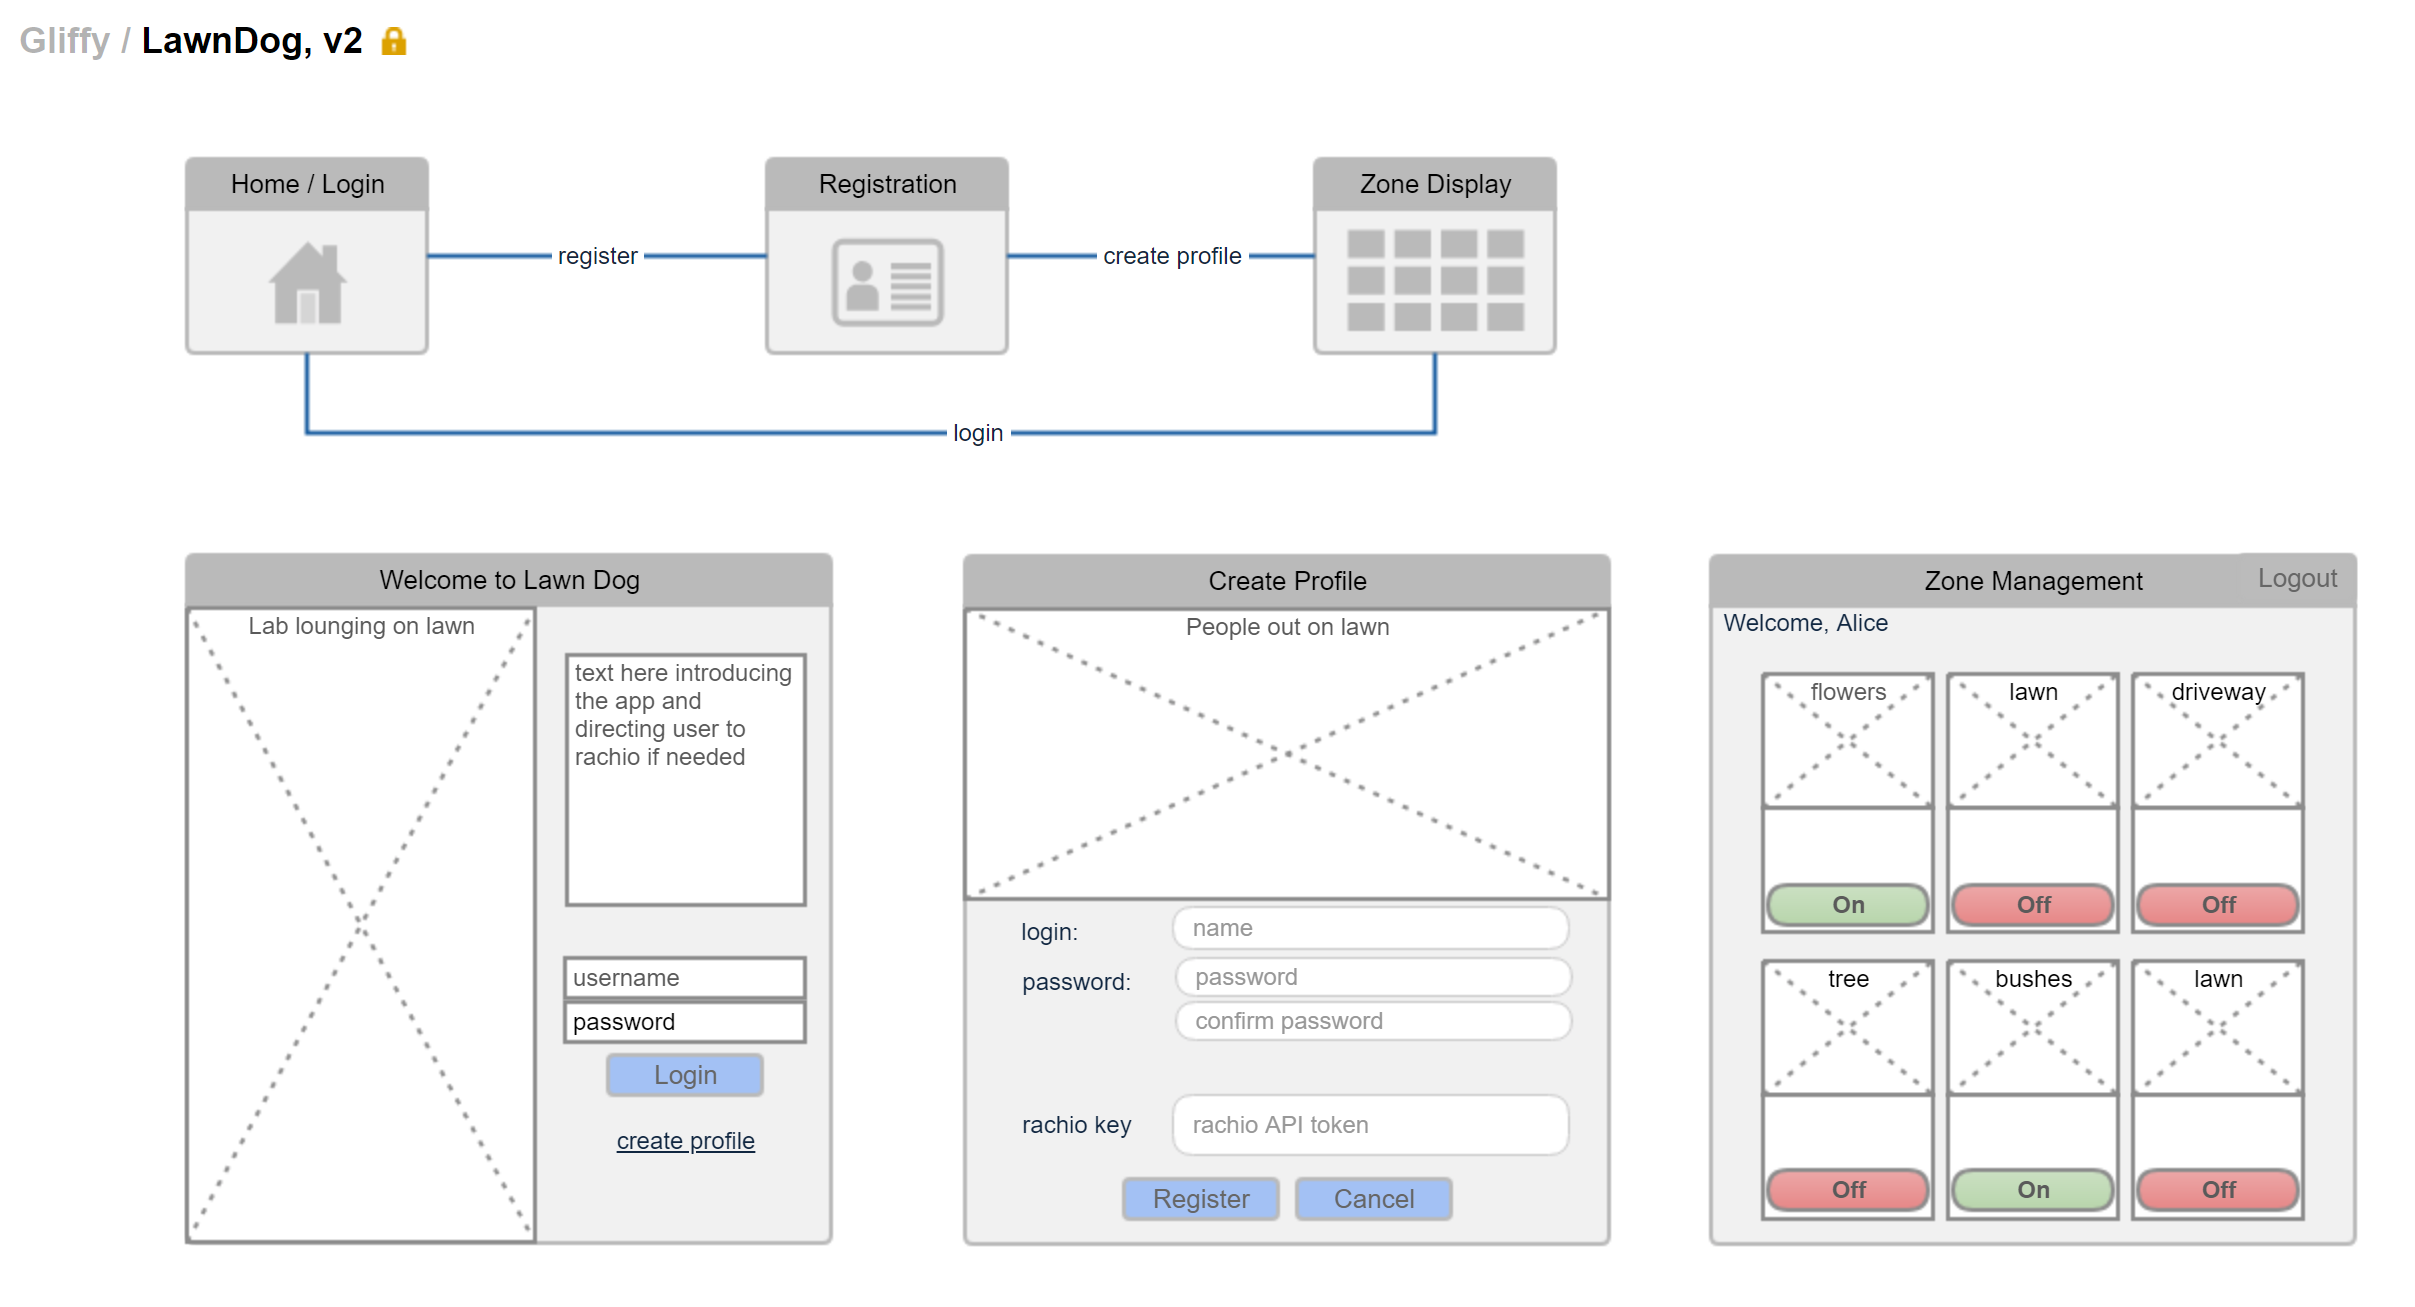 Gliffy / LawnDog, v2
Home / Login
Registration
Zone Display
register
create profile
login
Welcome to Lawn Dog
Lab lounging on lawn
text here introducing
the app and
directing user to
rachio if needed
username
password
Login
create profile
Create Profile
People out on lawn
login:
name
password:
password
confirm password
rachio key
rachio API token
Register
Cancel
Zone Management
Logout
Welcome, Alice
flowers
lawn
driveway
On
Off
Off
tree
bushes
lawn
Off
On
Off